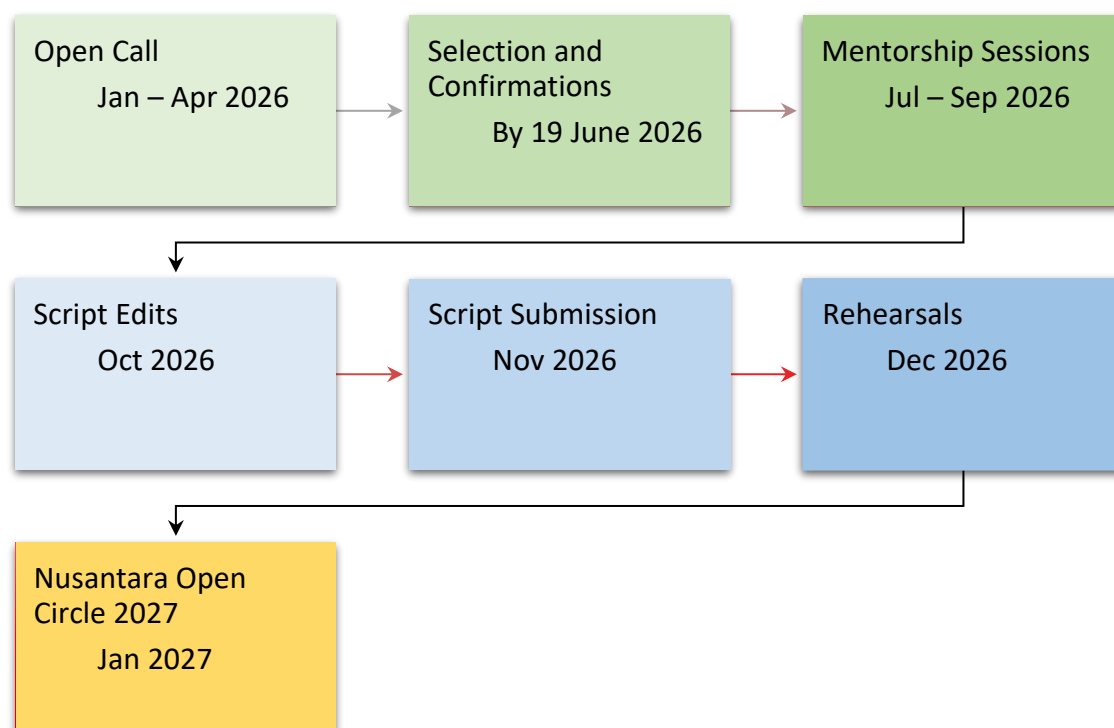 Open Call
Jan – Apr 2026
Selection and
Confirmations
By 19 June 2026
Mentorship Sessions
Jul – Sep 2026
Script Edits
Oct 2026
Script Submission
Nov 2026
Rehearsals
Dec 2026
Nusantara Open
Circle 2027
Jan 2027